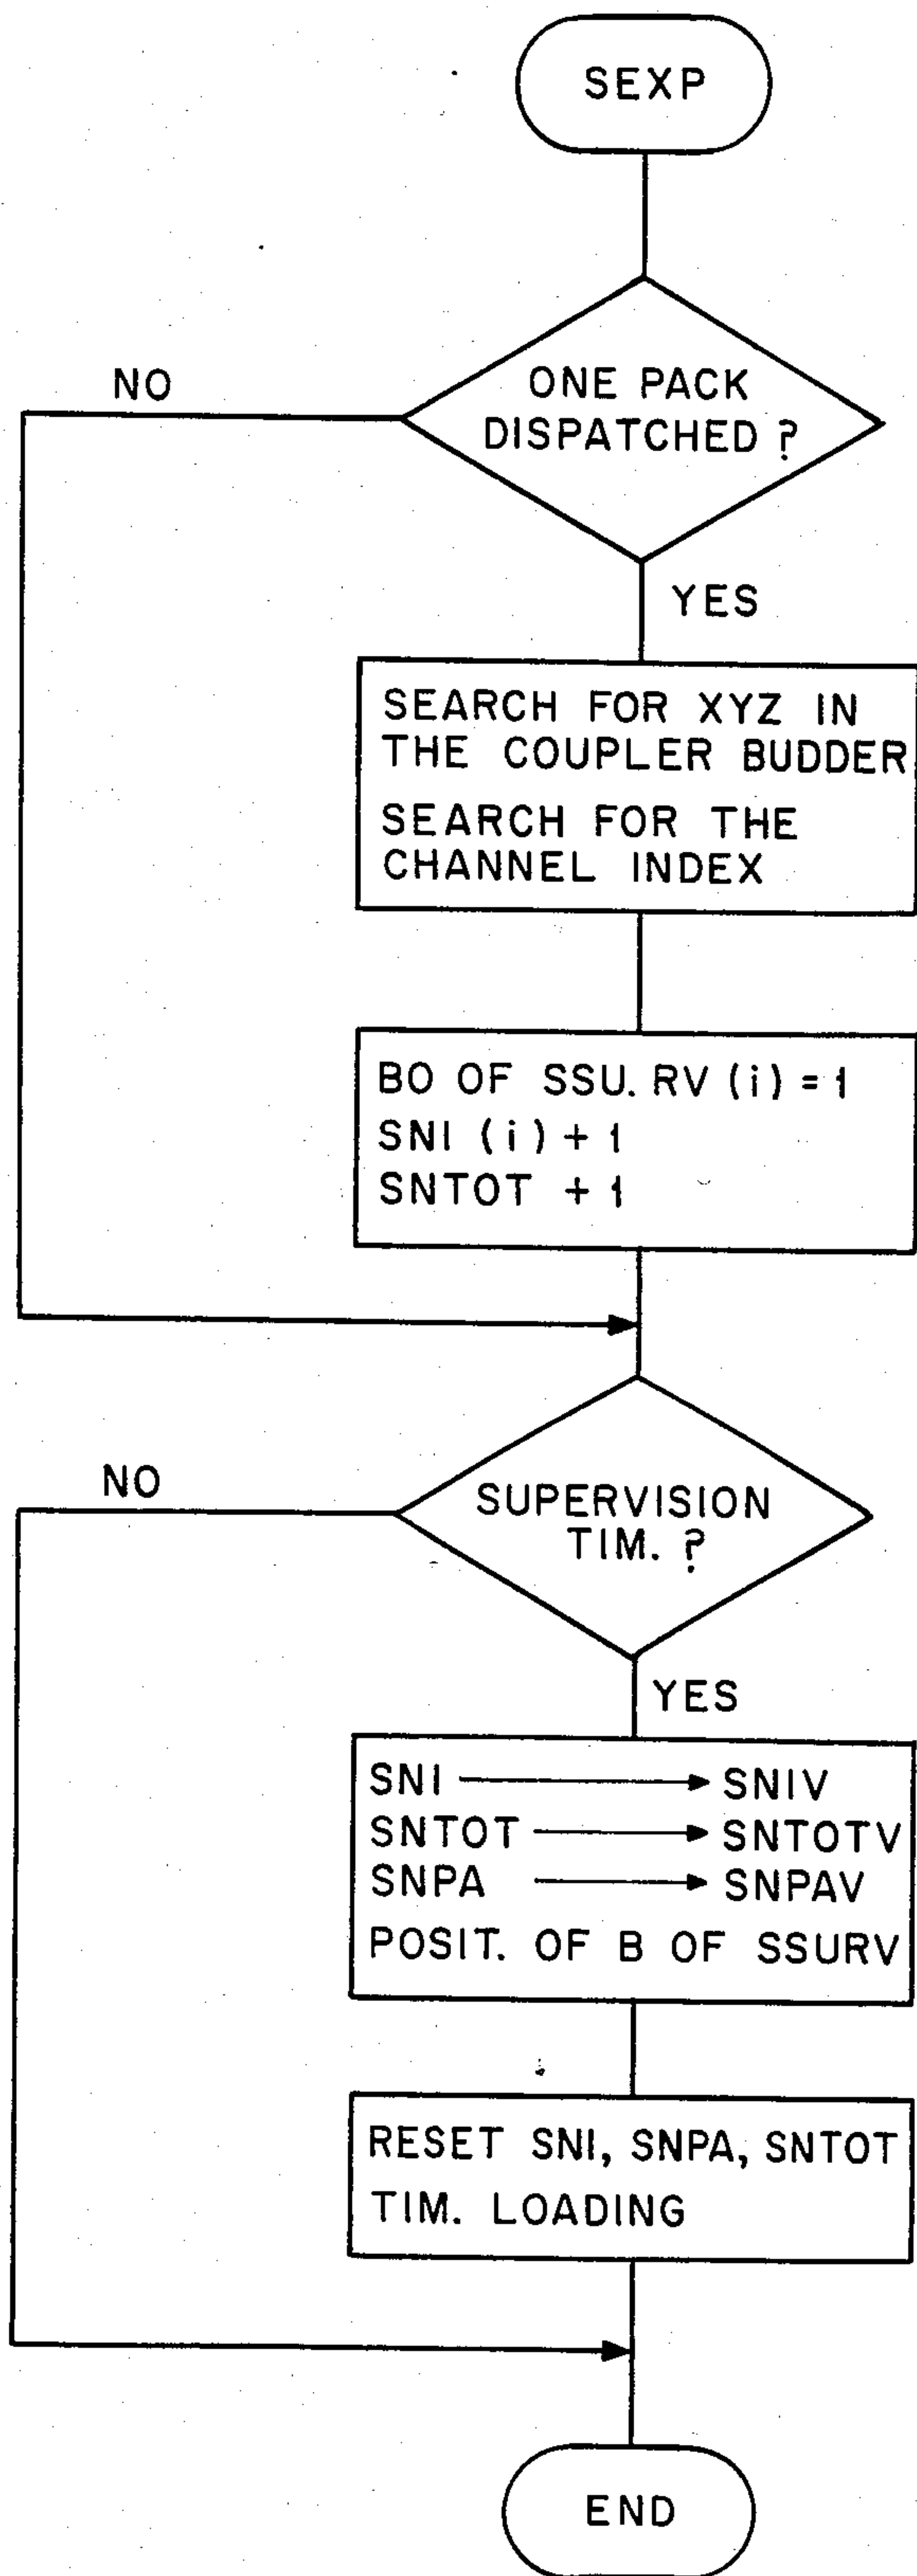 SEXP
ONE PACK
DISPATCHED ?
NO
YES
SEARCH FOR XYZ IN
THE COUPLER BUDDER
SEARCH FOR THE
CHANNEL INDEX
BO OF SSU. RV (i) = 1
SNI (i) + 1
SNTOT + 1
NO
SUPERVISION
TIM. ?
YES
SNI → SNIV
SNTOT → SNTOTV
SNPA → SNPAV
POSIT. OF B OF SSURV
RESET SNI, SNPA, SNTOT
TIM. LOADING
END